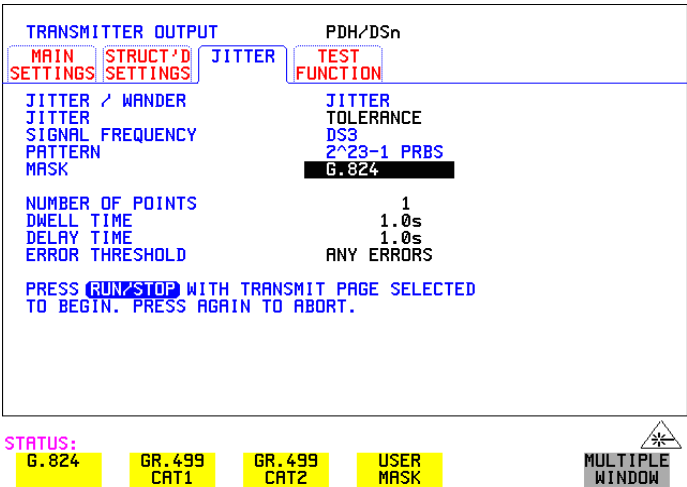 TRANSMITTER OUTPUT PDH/DSn
MAIN SETTINGS STRUCT'D SETTINGS JITTER TEST FUNCTION
JITTER / WANDER JITTER
JITTER TOLERANCE
SIGNAL FREQUENCY DS3
PATTERN 2^23-1 PRBS
MASK G.824
NUMBER OF POINTS 1
DWELL TIME 1.0s
DELAY TIME 1.0s
ERROR THRESHOLD ANY ERRORS
PRESS RUN/STOP WITH TRANSMIT PAGE SELECTED
TO BEGIN. PRESS AGAIN TO ABORT.
STATUS:
G.824 GR.499 CAT1 GR.499 CAT2 USER MASK MULTIPLE WINDOW